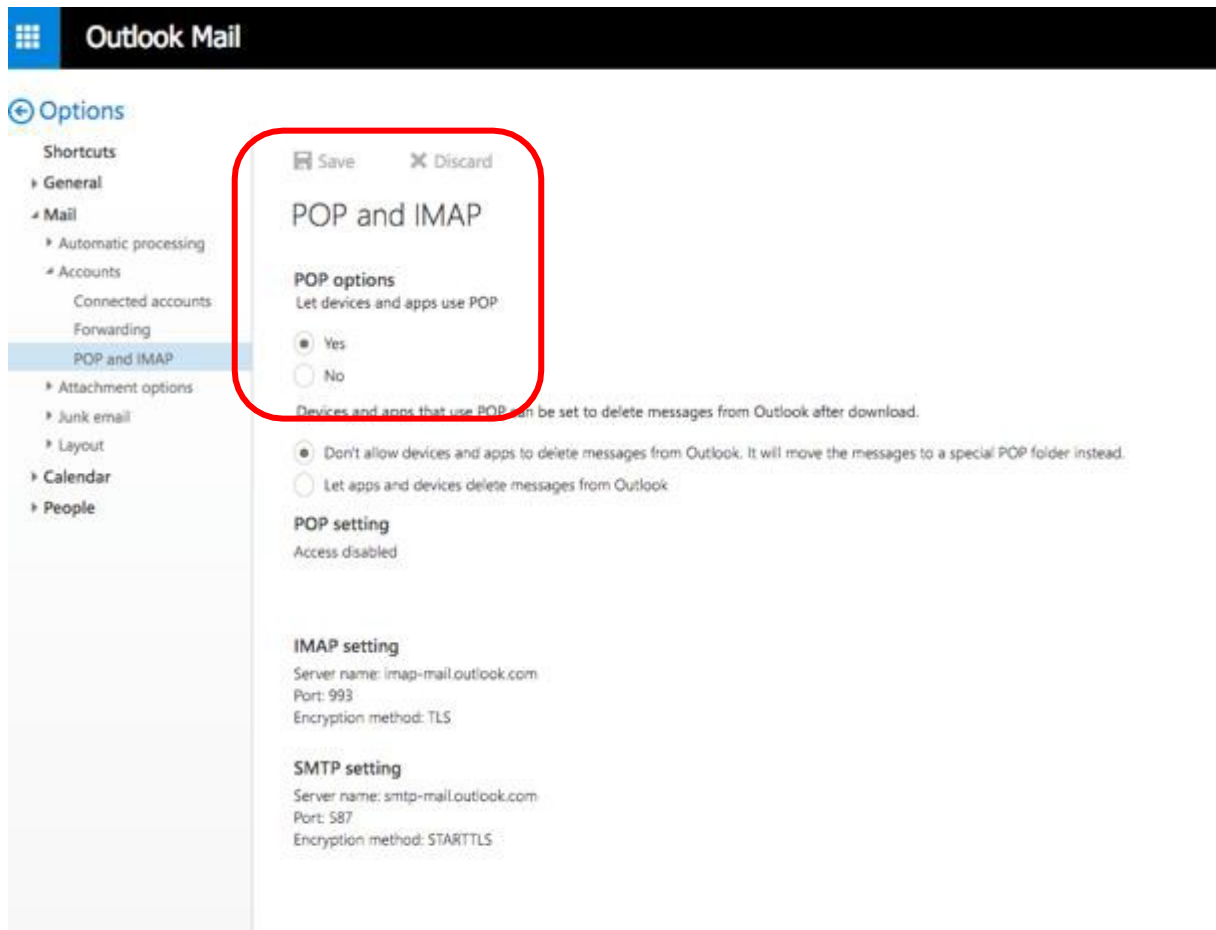 Outlook Mail
Options
Shortcuts
General
Mail
Automatic processing
Accounts
Connected accounts
Forwarding
POP and IMAP
Attachment options
Junk email
Layout
Calendar
People
Save Discard
POP and IMAP
POP options
Let devices and apps use POP
Yes
No
Devices and apps that use POP can be set to delete messages from Outlook after download.
Don't allow devices and apps to delete messages from Outlook. It will move the messages to a special POP folder instead.
Let apps and devices delete messages from Outlook
POP setting
Access disabled
IMAP setting
Server name: imap-mail.outlook.com
Port: 993
Encryption method: TLS
SMTP setting
Server name: smtp-mail.outlook.com
Port: 587
Encryption method: STARTTLS